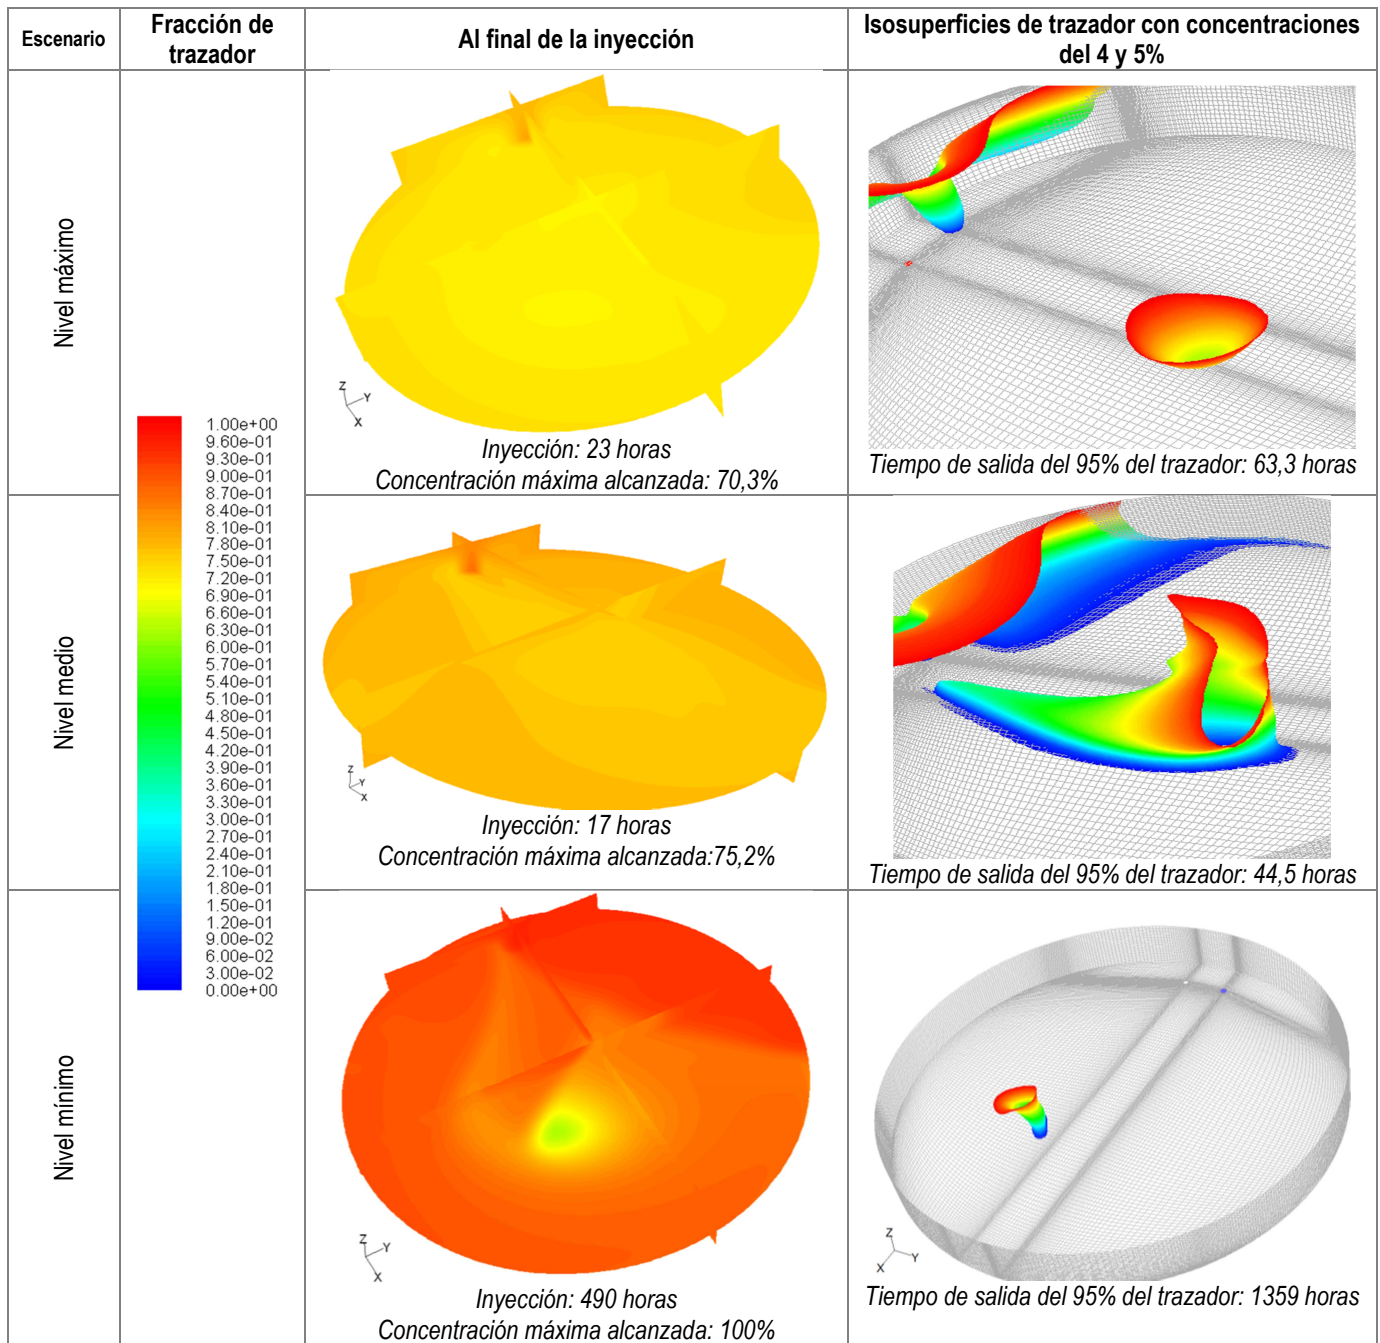 Escenario
Fracción de
trazador
Al final de la inyección
Isosuperficies de trazador con concentraciones
del 4 y 5%
Nivel máximo
1.00e+00
9.60e-01
9.30e-01
9.00e-01
8.70e-01
8.40e-01
8.10e-01
7.80e-01
7.50e-01
7.20e-01
6.90e-01
6.60e-01
6.30e-01
6.00e-01
5.70e-01
5.40e-01
5.10e-01
4.80e-01
4.50e-01
4.20e-01
3.90e-01
3.60e-01
3.30e-01
3.00e-01
2.70e-01
2.40e-01
2.10e-01
1.80e-01
1.50e-01
1.20e-01
9.00e-02
6.00e-02
3.00e-02
0.00e+00
Z
Y
X
Inyección: 23 horas
Concentración máxima alcanzada: 70,3%
Tiempo de salida del 95% del trazador: 63,3 horas
Nivel medio
Z
Y
X
Inyección: 17 horas
Concentración máxima alcanzada:75,2%
Tiempo de salida del 95% del trazador: 44,5 horas
Nivel mínimo
Z
Y
X
Inyección: 490 horas
Concentración máxima alcanzada: 100%
Z
Y
X
Tiempo de salida del 95% del trazador: 1359 horas